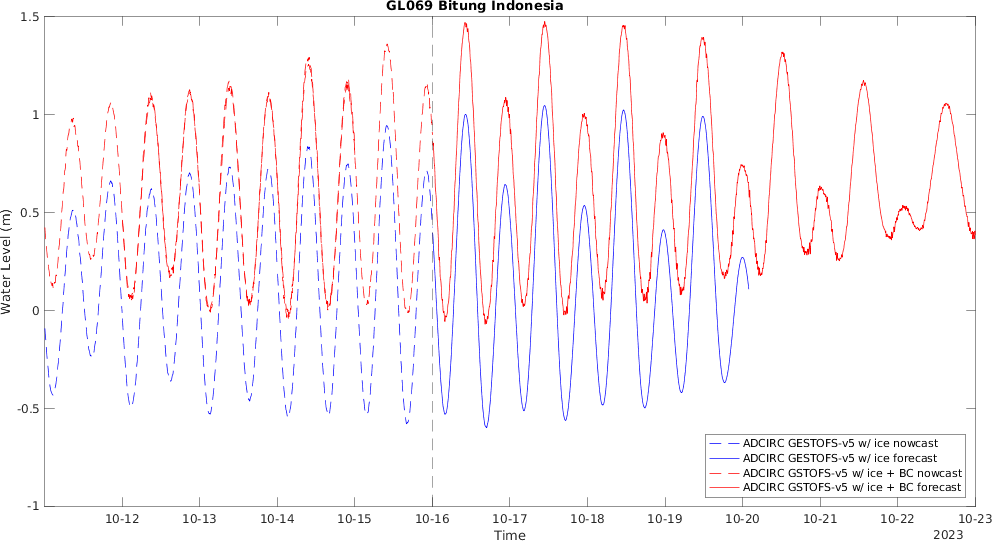 GL069 Bitung Indonesia
1.5
1
0.5
0
-0.5
-1
Water Level (m)
10-12 10-13 10-14 10-15 10-16 10-17 10-18 10-19 10-20 10-21 10-22 10-23
Time
2023
ADCIRC GESTOFS-v5 w/ ice nowcast
ADCIRC GESTOFS-v5 w/ ice forecast
ADCIRC GSTOFS-v5 w/ ice + BC nowcast
ADCIRC GSTOFS-v5 w/ ice + BC forecast